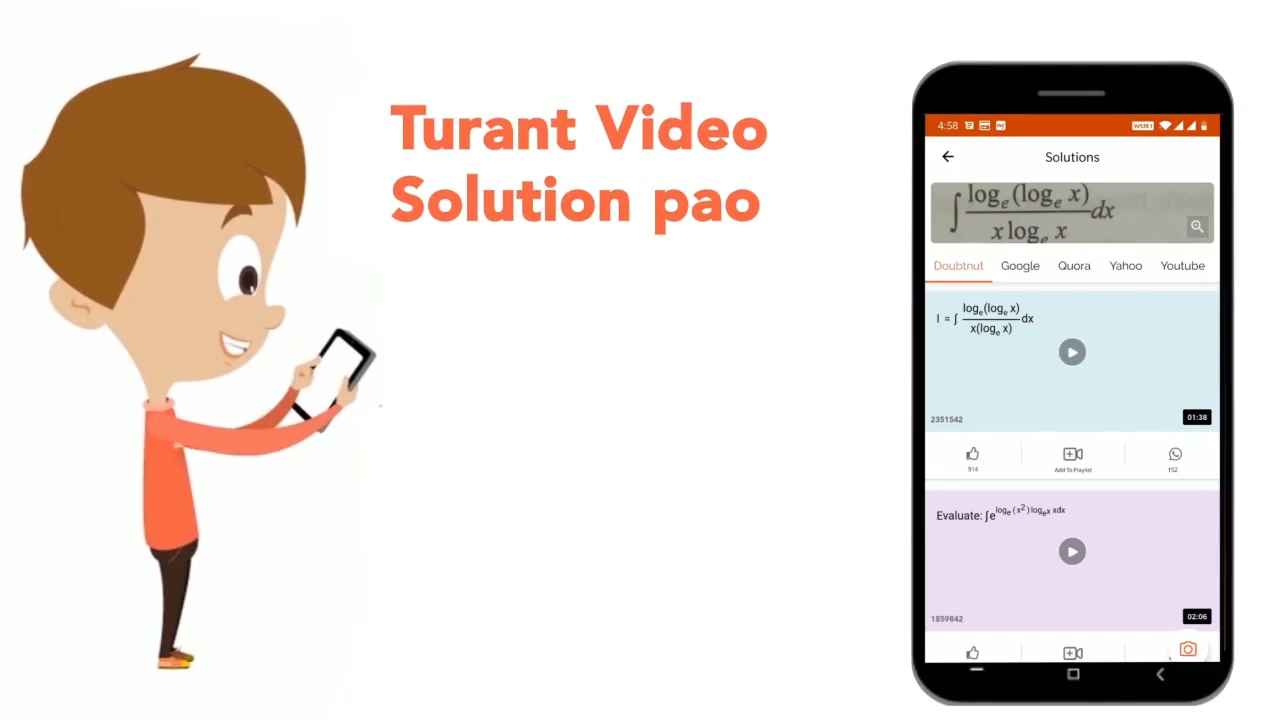 Turant Video
Solution pao
4:58
VoLTE1
Solutions
∫ logₑ(logₑ x) / x logₑ x dx
Doubtnut Google Quora Yahoo Youtube
I = ∫ logₑ(logₑ x) / x(logₑ x) dx
2351542 01:38
914 Add To Playlist 152
Evaluate: ∫e^logₑ(x²)logₑx xdx
1859842 02:06